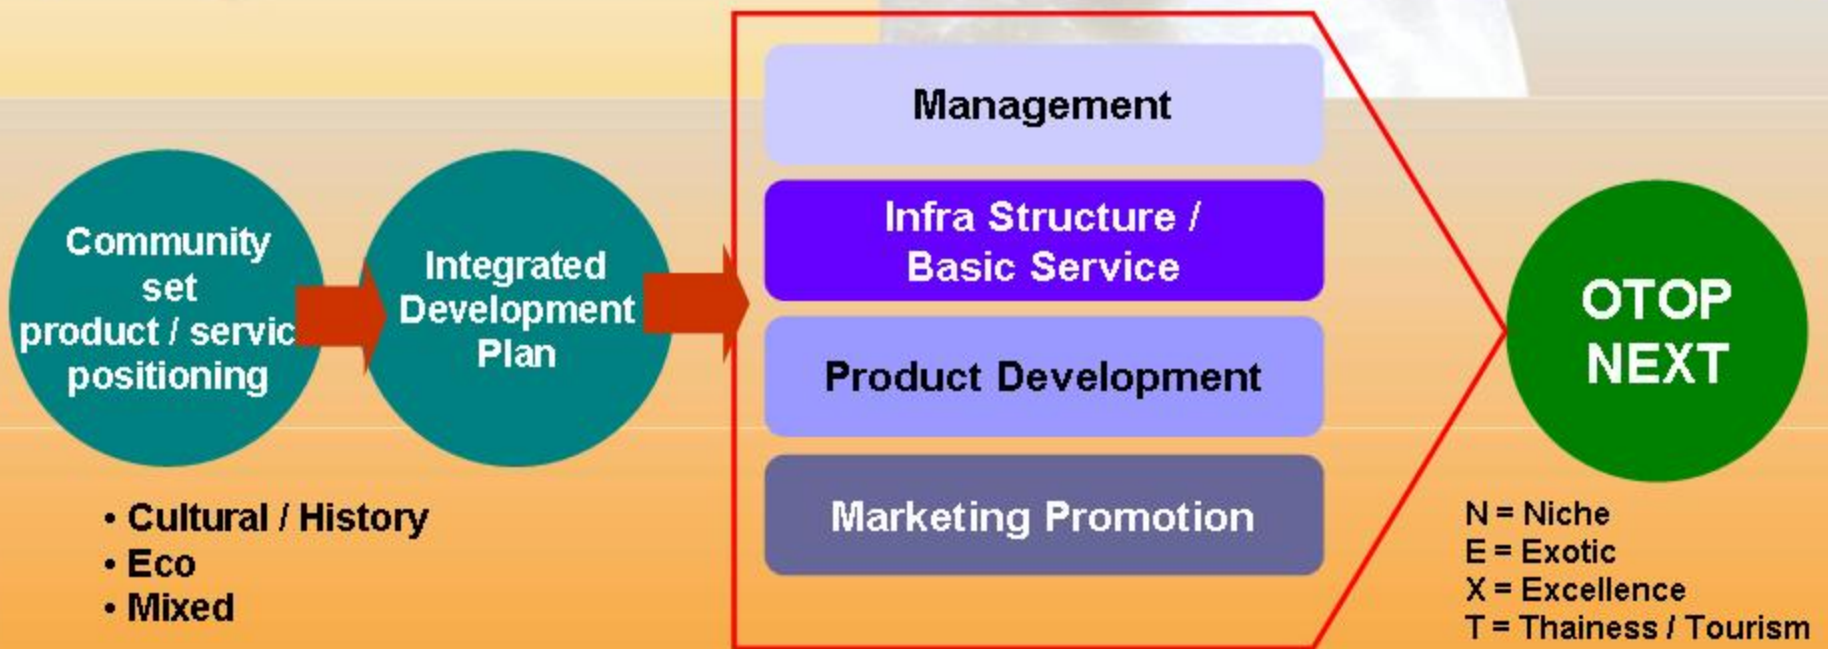 Community
set
product / servic
positioning
Integrated
Development
Plan
Management
Infra Structure /
Basic Service
Product Development
Marketing Promotion
OTOP
NEXT
• Cultural / History
• Eco
• Mixed
N = Niche
E = Exotic
X = Excellence
T = Thainess / Tourism